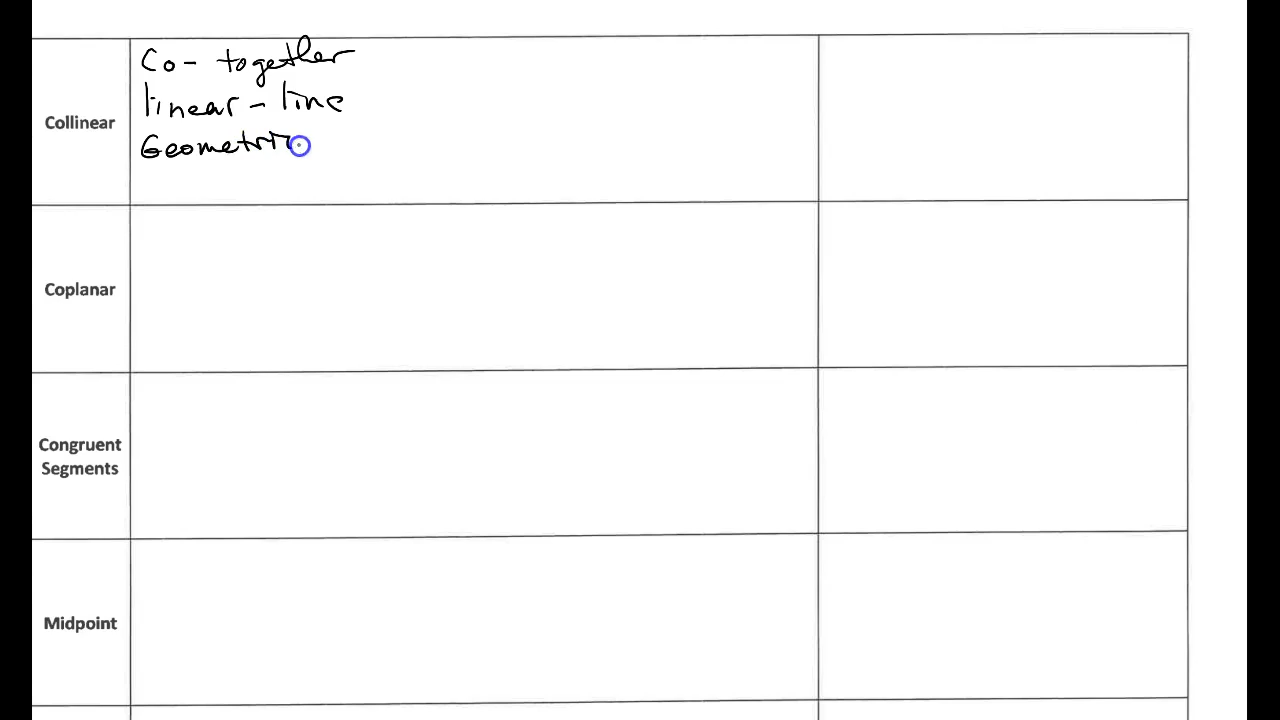 Collinear
Co- together
linear - line
Coplanar
Congruent
Segments
Midpoint